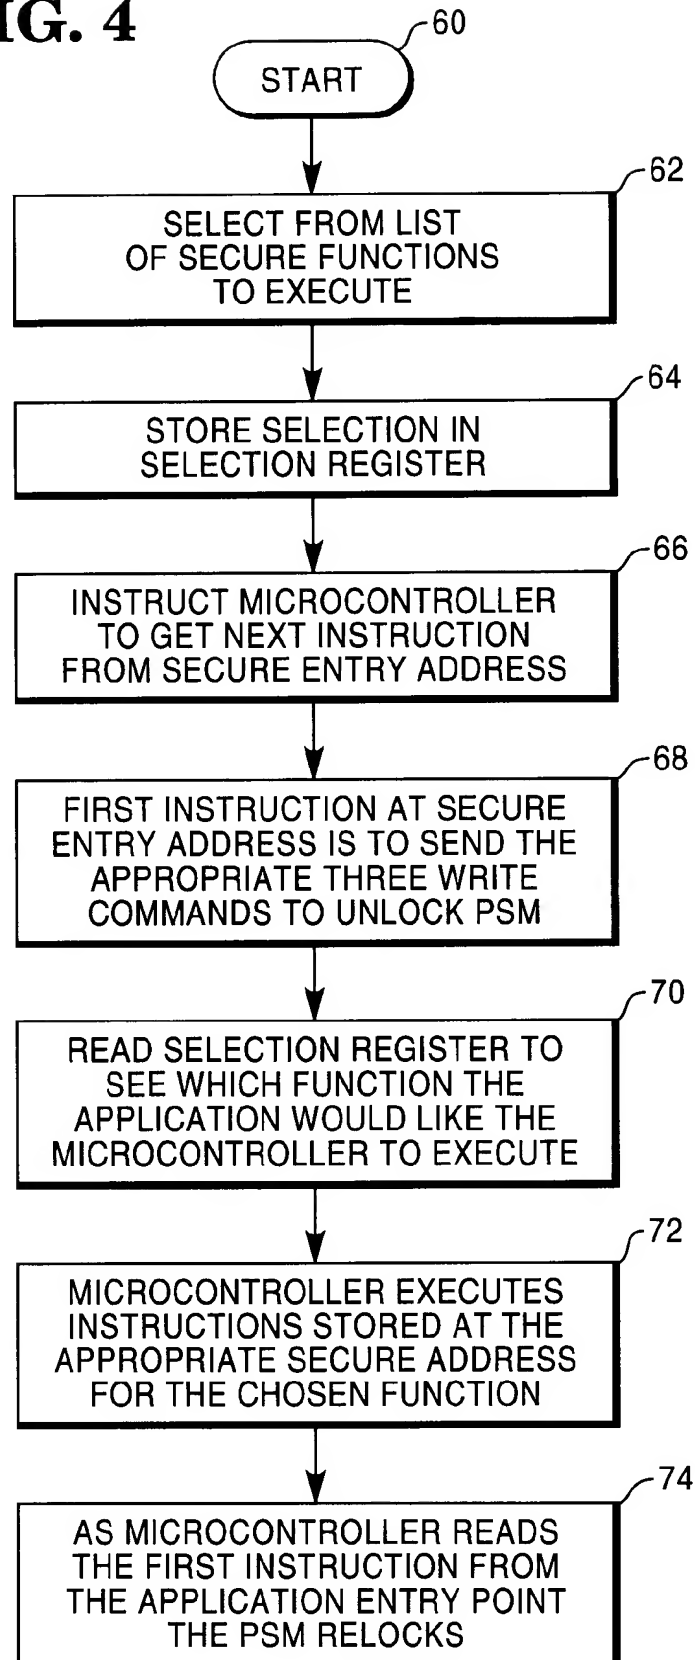 IG. 4
60
START
62
SELECT FROM LIST
OF SECURE FUNCTIONS
TO EXECUTE
64
STORE SELECTION IN
SELECTION REGISTER
66
INSTRUCT MICROCONTROLLER
TO GET NEXT INSTRUCTION
FROM SECURE ENTRY ADDRESS
68
FIRST INSTRUCTION AT SECURE
ENTRY ADDRESS IS TO SEND THE
APPROPRIATE THREE WRITE
COMMANDS TO UNLOCK PSM
70
READ SELECTION REGISTER TO
SEE WHICH FUNCTION THE
APPLICATION WOULD LIKE THE
MICROCONTROLLER TO EXECUTE
72
MICROCONTROLLER EXECUTES
INSTRUCTIONS STORED AT THE
APPROPRIATE SECURE ADDRESS
FOR THE CHOSEN FUNCTION
74
AS MICROCONTROLLER READS
THE FIRST INSTRUCTION FROM
THE APPLICATION ENTRY POINT
THE PSM RELOCKS